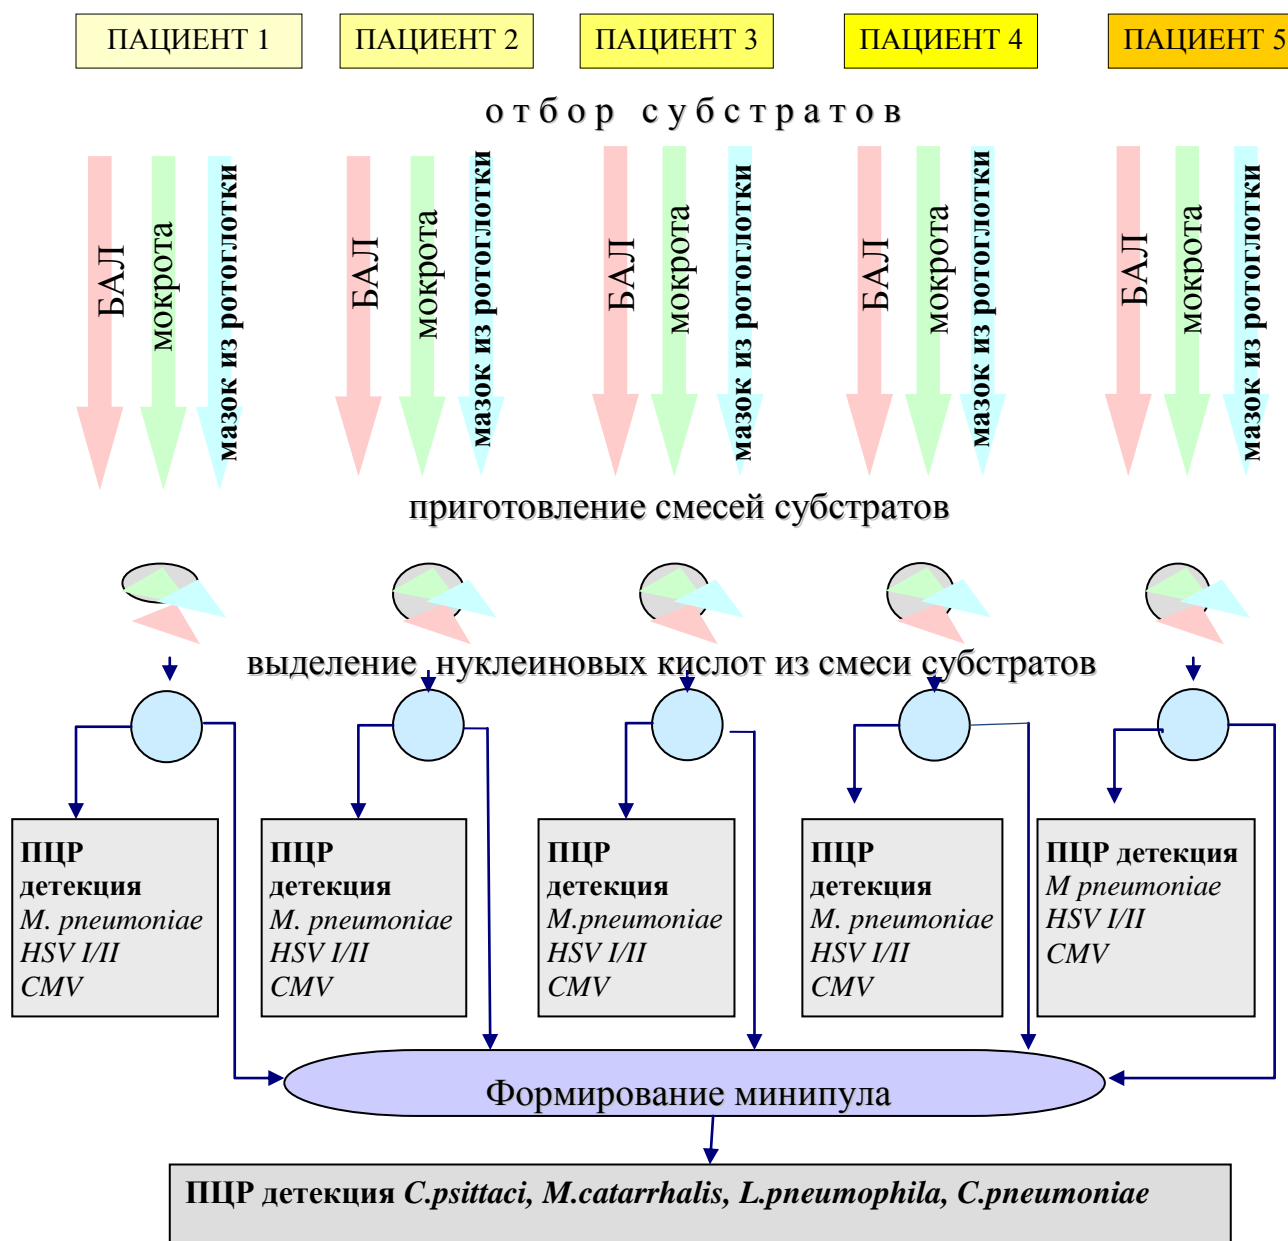 ПАЦИЕНТ 1
ПАЦИЕНТ 2
ПАЦИЕНТ 3
ПАЦИЕНТ 4
ПАЦИЕНТ 5
отбор субстратов
БАЛ
мокрота
мазок из ротоглотки
БАЛ
мокрота
мазок из ротоглотки
БАЛ
мокрота
мазок из ротоглотки
БАЛ
мокрота
мазок из ротоглотки
БАЛ
мокрота
мазок из ротоглотки
приготовление смесей субстратов
выделение нуклеиновых кислот из смеси субстратов
ПЦР
детекция
M. pneumoniae
HSV I/II
CMV
ПЦР
детекция
M. pneumoniae
HSV I/II
CMV
ПЦР
детекция
M.pneumoniae
HSV I/II
CMV
ПЦР
детекция
M. pneumoniae
HSV I/II
CMV
ПЦР детекция
M pneumoniae
HSV I/II
CMV
Формирование минипула
ПЦР детекция C.psittaci, M.catarrhalis, L.pneumophila, C.pneumoniae